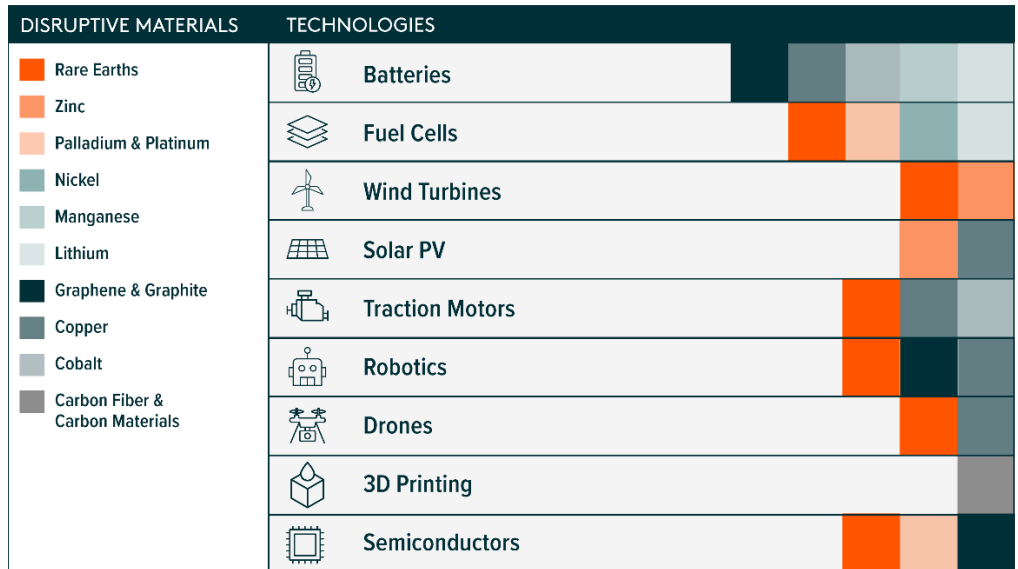 DISRUPTIVE MATERIALS
TECHNOLOGIES
Rare Earths
Zinc
Palladium & Platinum
Nickel
Manganese
Lithium
Graphene & Graphite
Copper
Cobalt
Carbon Fiber &
Carbon Materials
Batteries
Fuel Cells
Wind Turbines
Solar PV
Traction Motors
Robotics
Drones
3D Printing
Semiconductors